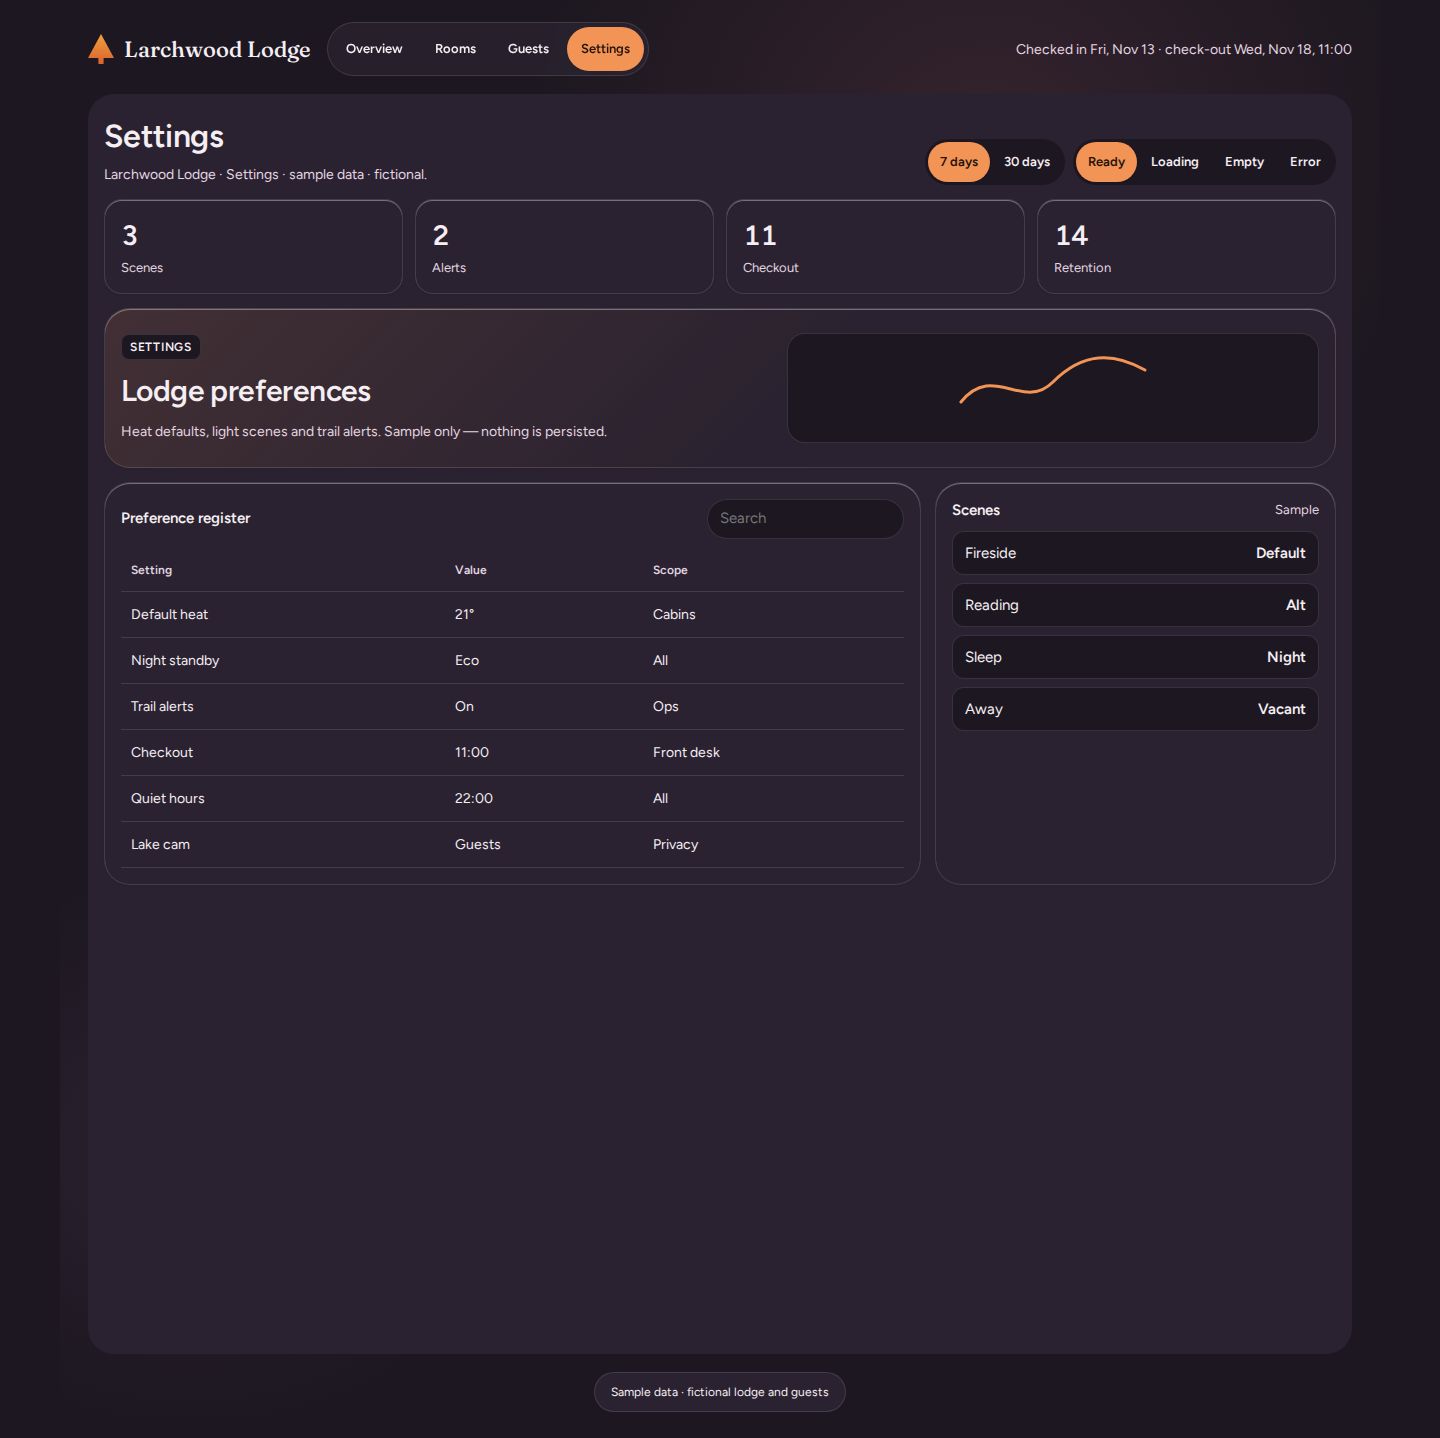 Larchwood Lodge
Overview Rooms Guests Settings
Checked in Fri, Nov 13 · check-out Wed, Nov 18, 11:00
Settings
Larchwood Lodge · Settings · sample data · fictional.
7 days 30 days Ready Loading Empty Error
3 2 11 14
Scenes Alerts Checkout Retention
SETTINGS
Lodge preferences
Heat defaults, light scenes and trail alerts. Sample only — nothing is persisted.
Preference register
Search
Setting Value Scope
Default heat 21° Cabins
Night standby Eco All
Trail alerts On Ops
Checkout 11:00 Front desk
Quiet hours 22:00 All
Lake cam Guests Privacy
Scenes Sample
Fireside Default
Reading Alt
Sleep Night
Away Vacant
Sample data · fictional lodge and guests